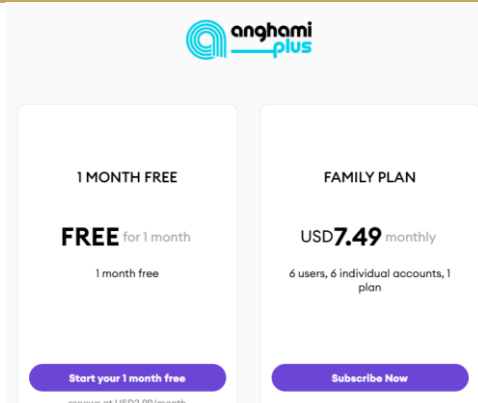 anghami
plus
1 MONTH FREE
FREE for 1 month
1 month free
Start your 1 month free
FAMILY PLAN
USD7.49 monthly
6 users, 6 individual accounts, 1
plan
Subscribe Now